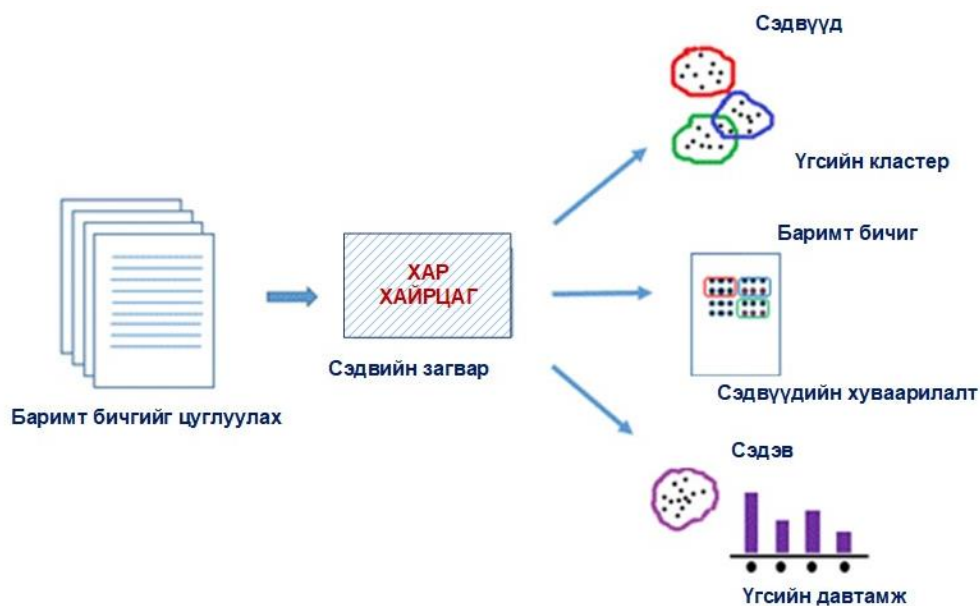 Сэдвүүд
Үгсийн кластер
Баримт бичиг
ХАР
ХАЙРЦАГ
Сэдвийн загвар
Баримт бичгийг цуглуулах
Сэдвүүдийн хуваарилалт
Сэдэв
Үгсийн давтамж